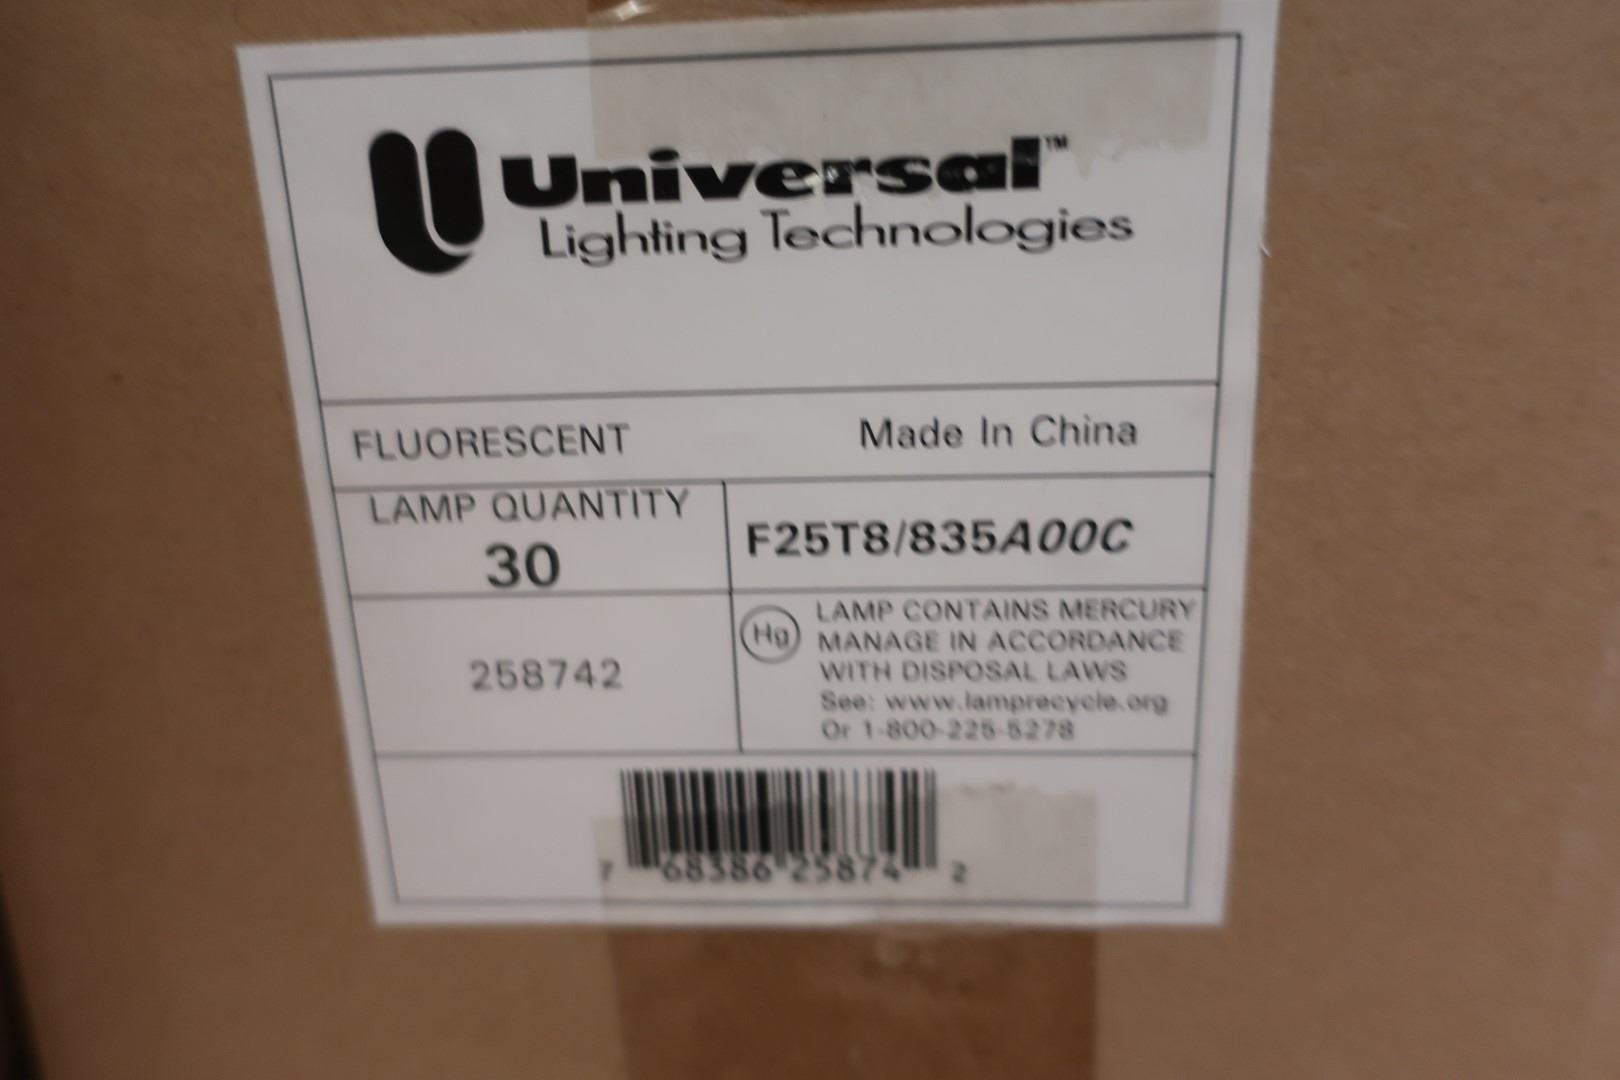 Universal™
Lighting Technologies
FLUORESCENT Made In China
LAMP QUANTITY
30
F25T8/835A00C
258742
Hg
LAMP CONTAINS MERCURY
MANAGE IN ACCORDANCE
WITH DISPOSAL LAWS
See: www.lamprecycle.org
Or 1-800-225-5278
7 68386 25874 2